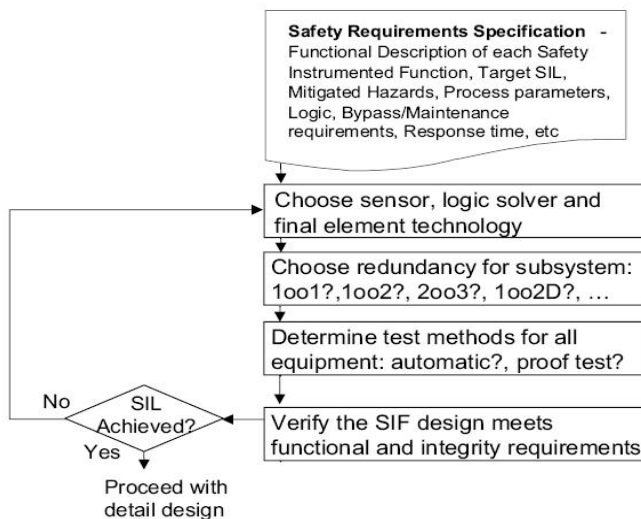 Safety Requirements Specification -
Functional Description of each Safety
Instrumented Function, Target SIL,
Mitigated Hazards, Process parameters,
Logic, Bypass/Maintenance
requirements, Response time, etc
Choose sensor, logic solver and
final element technology
Choose redundancy for subsystem:
1oo1?,1oo2?, 2oo3?, 1oo2D?, ...
Determine test methods for all
equipment: automatic?, proof test?
Verify the SIF design meets
functional and integrity requirements
No
SIL
Achieved?
Yes
Proceed with
detail design